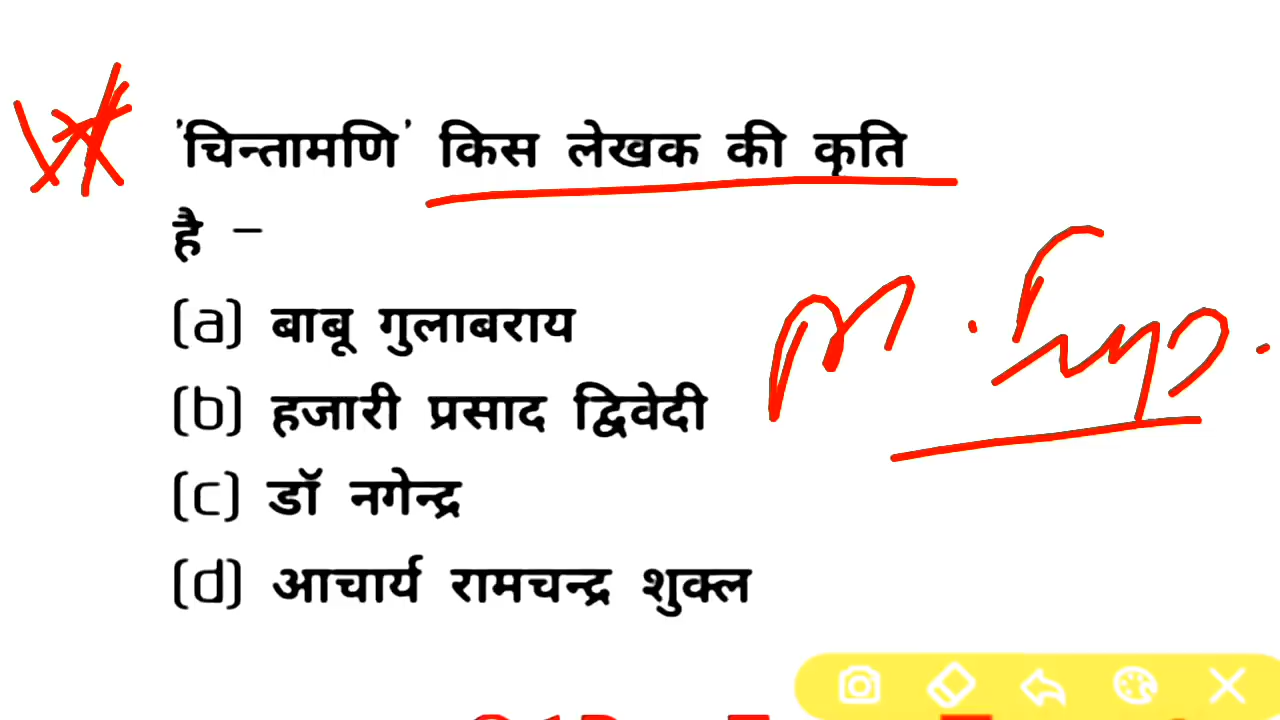 'चिन्तामणि' किस लेखक की कृति
है –
(a) बाबू गुलाबराय
(b) हजारी प्रसाद द्विवेदी
(c) डॉ नगेन्द्र
(d) आचार्य रामचन्द्र शुक्ल